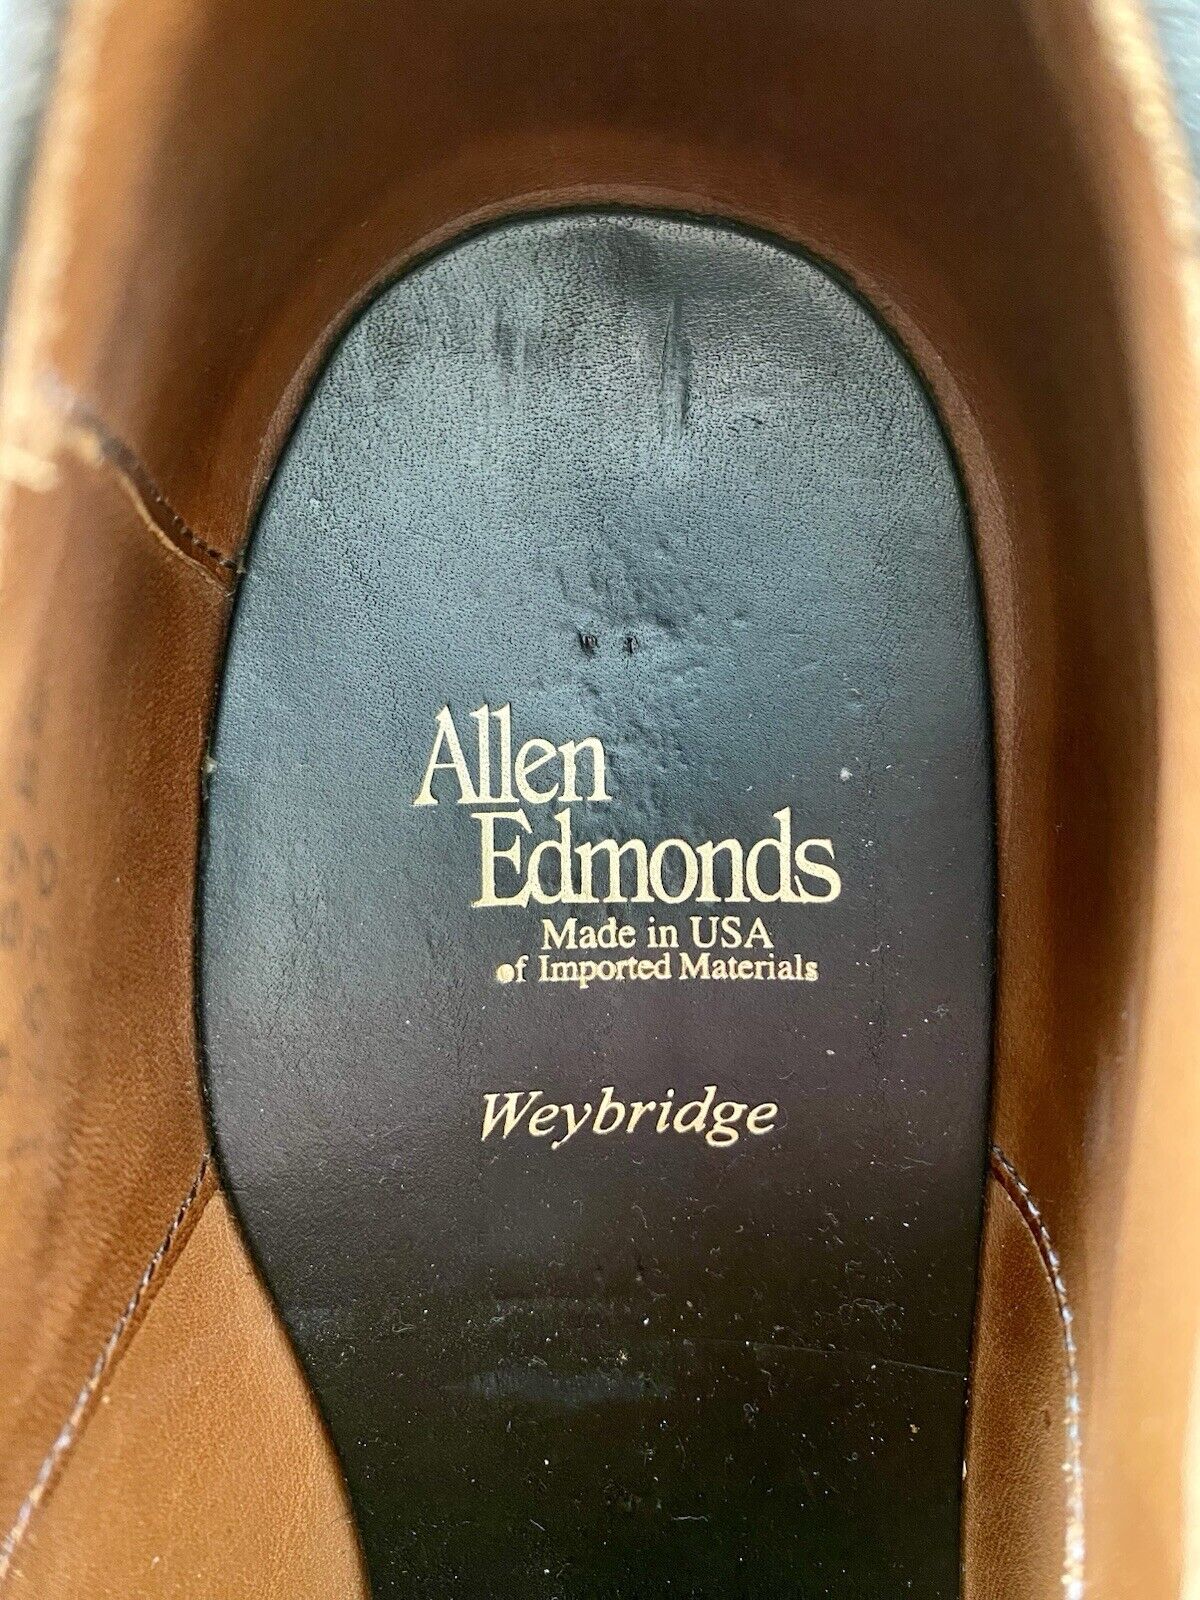 Allen
Edmonds
Made in USA
of Imported Materials
Weybridge